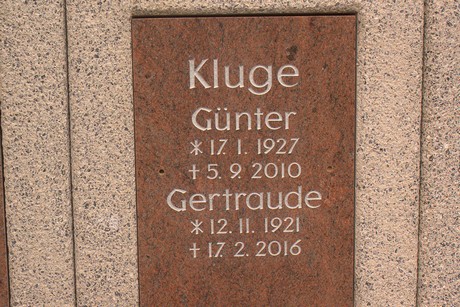 Kluge
Günter
* 17. 1. 1927
† 5. 9. 2010
Gertraude
* 12. 11. 1921
† 17. 2. 2016